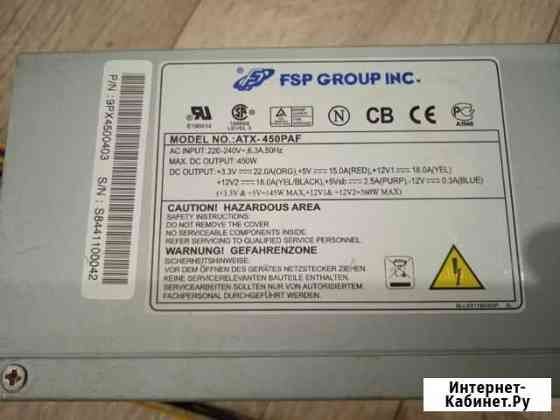 FSP GROUP INC.
N CB CE
MODEL NO.:ATX-450PAF
AC INPUT: 220-240V~,6.3A,50Hz
MAX. DC OUTPUT: 450W
DC OUTPUT: +3.3V 22.0A(ORG),+5V 15.0A(RED),+12V1 18.0A(YEL)
+12V2 16.0A(YEL/BLACK),+5Vsb 2.5A(PURP),-12V 0.3A(BLUE)
(+3.3V & +5V=145W MAX,+12V1 & +12V2=360W MAX)
CAUTION! HAZARDOUS AREA
SAFETY INSTRUCTIONS:
DO NOT REMOVE THE COVER
NO SERVICEABLE COMPONENTS INSIDE
REFER SERVICING TO QUALIFIED SERVICE PERSONNEL
WARNUNG! GEFAHRENZONE
SICHERHEITSHINWEISE:
VOR DEM ÖFFNEN DES GERÄTES NETZSTECKER ZIEHEN
KEINE SERVICERELEVANTEN BAUTEILE ENTHALTEN
SERVICELEISTUNGEN NUR VON AUTORISIERTEM,
FACHPERSONAL DURCHGEFÜHRT WERDEN
P/N :9PX4500403
S/N : S8441100042
Интернет-
Кабинет.Ру